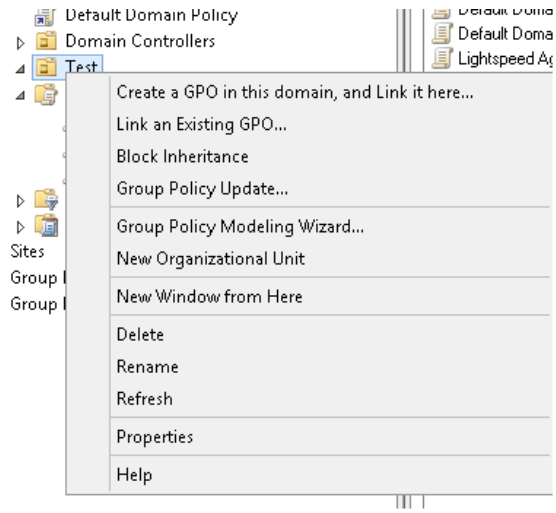 Default Domain Policy
Domain Controllers
Test
Create a GPO in this domain, and Link it here...
Link an Existing GPO...
Block Inheritance
Group Policy Update...
Group Policy Modeling Wizard...
New Organizational Unit
New Window from Here
Delete
Rename
Refresh
Properties
Help
Sites
Group
Group
Default Doma
Default Doma
Lightspeed Ag